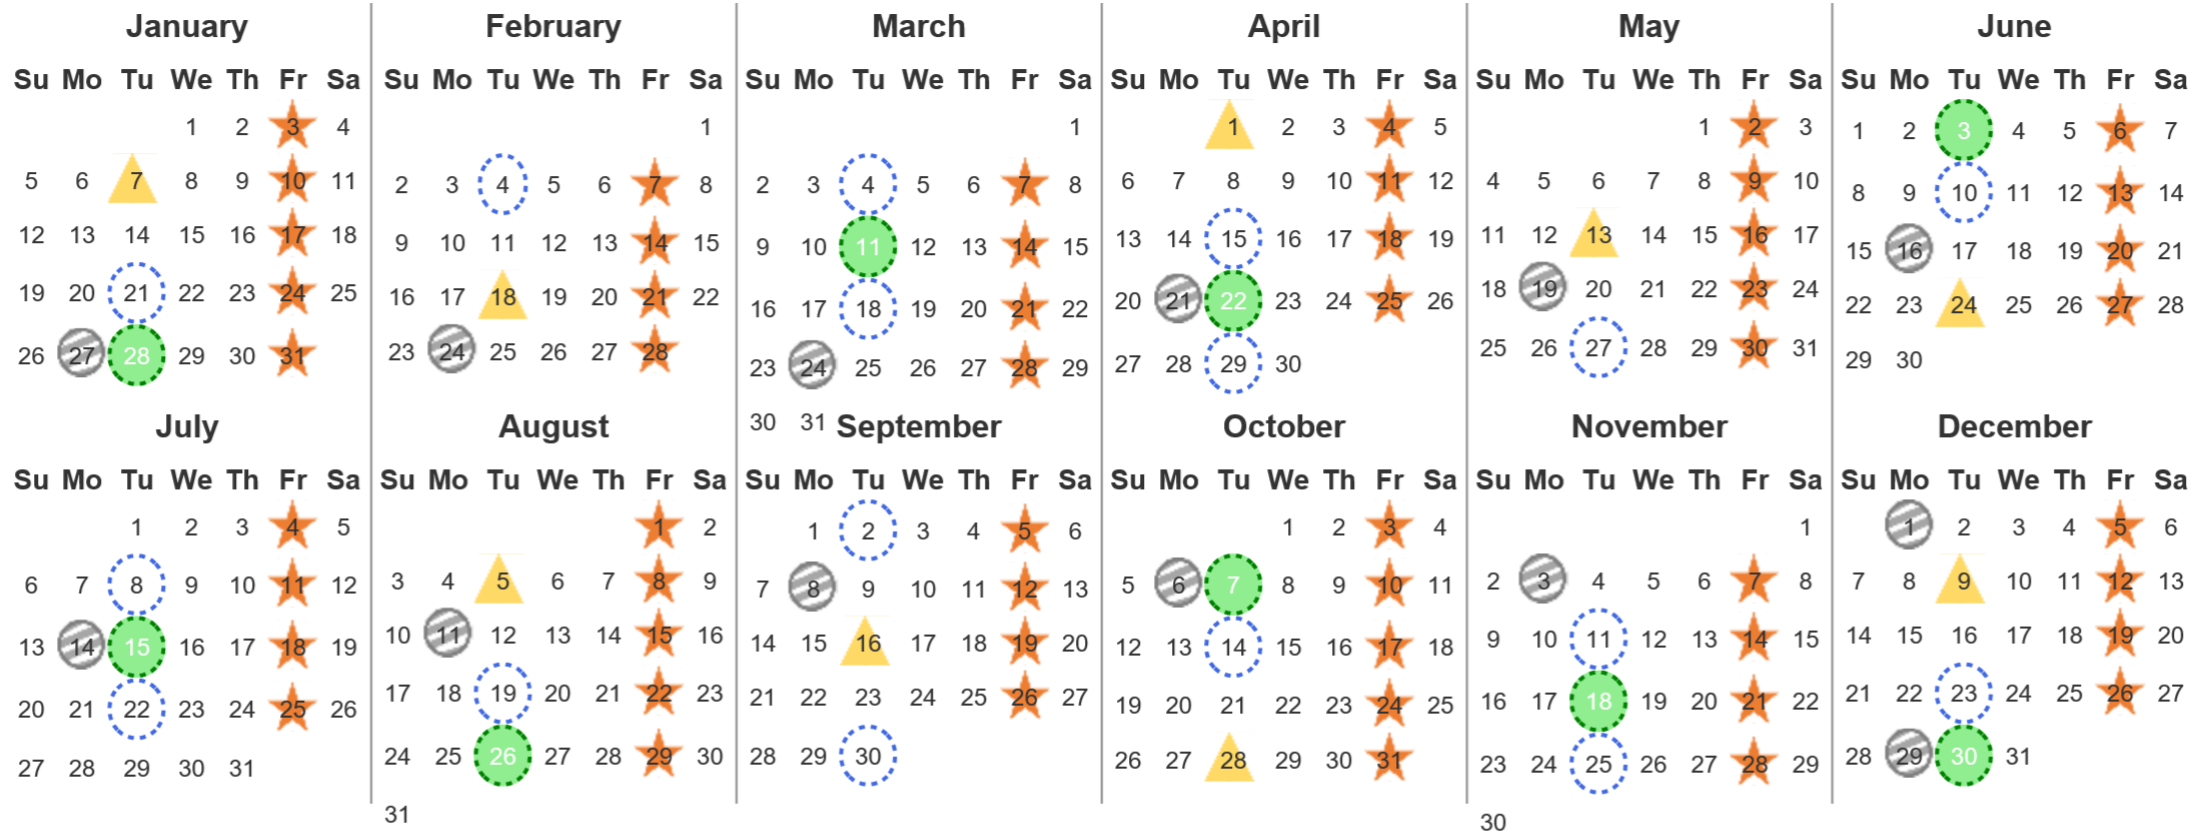 January February March April May June
Su Mo Tu We Th Fr Sa Su Mo Tu We Th Fr Sa Su Mo Tu We Th Fr Sa Su Mo Tu We Th Fr Sa Su Mo Tu We Th Fr Sa Su Mo Tu We Th Fr Sa
1 2 3 4 1 1 1 2 3 4 5 1 2 3 1 2 3 4 5 6 7
5 6 7 8 9 10 11 2 3 4 5 6 7 8 2 3 4 5 6 7 8 6 7 8 9 10 11 12 4 5 6 7 8 9 10 8 9 10 11 12 13 14
12 13 14 15 16 17 18 9 10 11 12 13 14 15 9 10 11 12 13 14 15 13 14 15 16 17 18 19 11 12 13 14 15 16 17 15 16 17 18 19 20 21
19 20 21 22 23 24 25 16 17 18 19 20 21 22 16 17 18 19 20 21 22 20 21 22 23 24 25 26 18 19 20 21 22 23 24 22 23 24 25 26 27 28
26 27 28 29 30 31 23 24 25 26 27 28 23 24 25 26 27 28 29 27 28 29 30 25 26 27 28 29 30 31 29 30
30 31
July August September October November December
Su Mo Tu We Th Fr Sa Su Mo Tu We Th Fr Sa Su Mo Tu We Th Fr Sa Su Mo Tu We Th Fr Sa Su Mo Tu We Th Fr Sa Su Mo Tu We Th Fr Sa
1 2 3 4 5 1 2 1 2 3 4 5 6 1 2 3 4 1 1 2 3 4 5 6
6 7 8 9 10 11 12 3 4 5 6 7 8 9 7 8 9 10 11 12 13 5 6 7 8 9 10 11 2 3 4 5 6 7 8 7 8 9 10 11 12 13
13 14 15 16 17 18 19 10 11 12 13 14 15 16 14 15 16 17 18 19 20 12 13 14 15 16 17 18 9 10 11 12 13 14 15 14 15 16 17 18 19 20
20 21 22 23 24 25 26 17 18 19 20 21 22 23 21 22 23 24 25 26 27 19 20 21 22 23 24 25 16 17 18 19 20 21 22 21 22 23 24 25 26 27
27 28 29 30 31 24 25 26 27 28 29 30 28 29 30 26 27 28 29 30 31 23 24 25 26 27 28 29 28 29 30 31
31 30